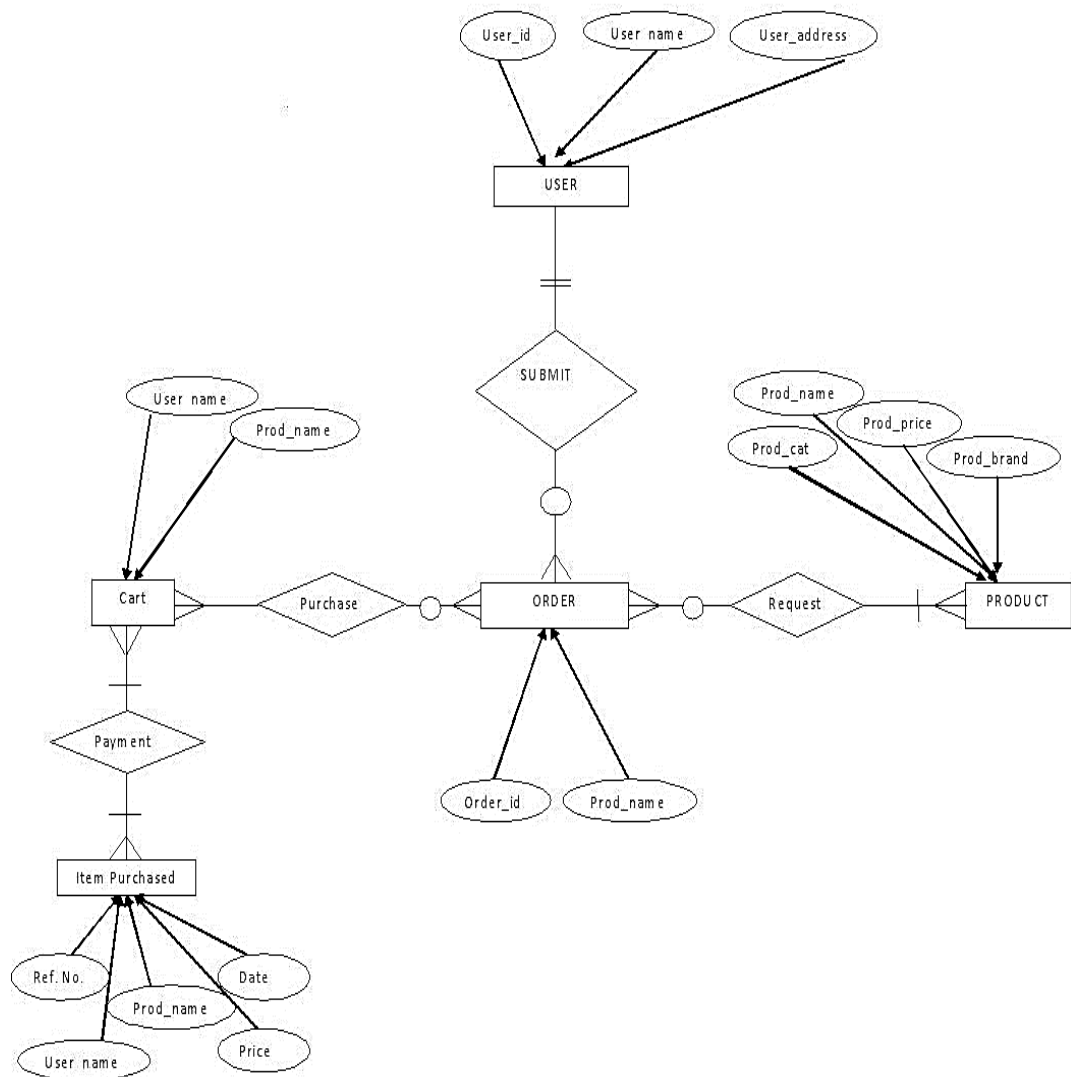 User_id
User name
User_address
USER
SUBMIT
User name
Prod_name
Prod_name
Prod_price
Prod_cat
Prod_brand
Cart
Purchase
ORDER
Request
PRODUCT
Payment
Order_id
Prod_name
Item Purchased
Ref.No.
Date
Prod_name
User name
Price